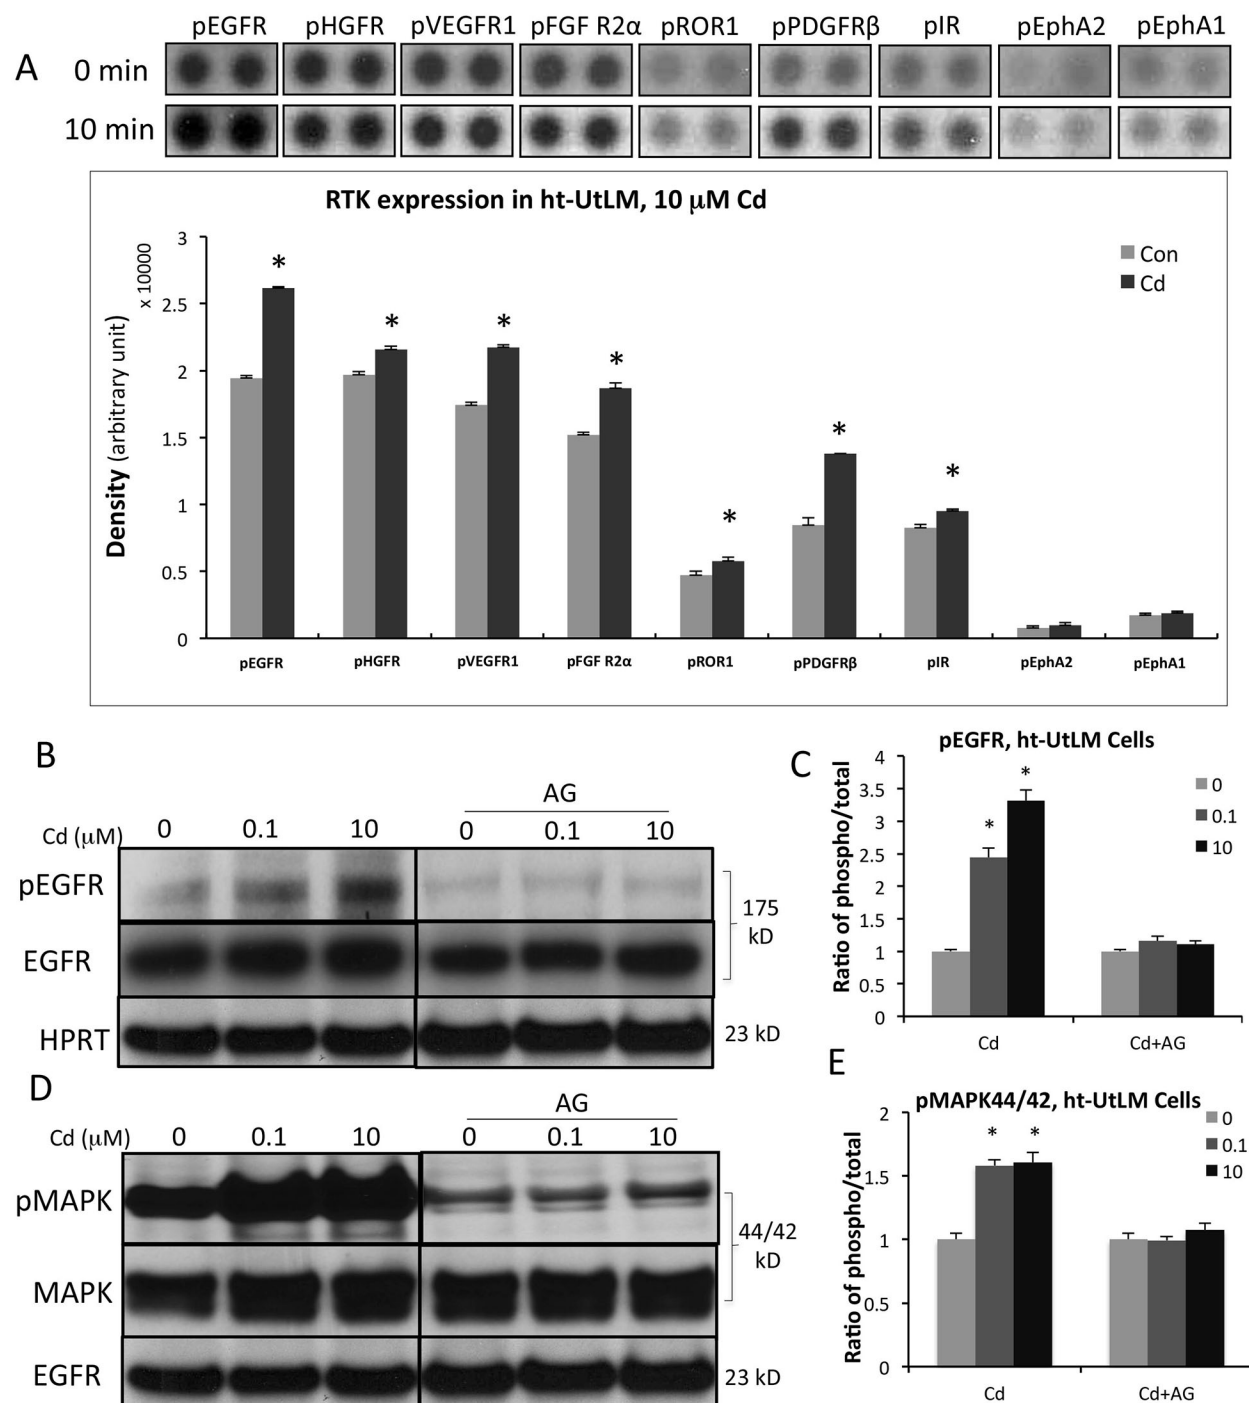 pEGFR pHGFR pVEGFR1 pFGF R2α pROR1 pPDGFRβ pIR pEphA2 pEphA1
A 0 min
10 min
RTK expression in ht-UtLM, 10 μM Cd
Density (arbitrary unit)
x 10000
3
2.5
2
1.5
1
0.5
0
* * * * * * *
Con
Cd
pEGFR pHGFR pVEGFR1 pFGF R2α pROR1 pPDGFRβ pIR pEphA2 pEphA1
B
AG
Cd (μM) 0 0.1 10 0 0.1 10
pEGFR
EGFR
175
kD
HPRT 23 kD
C pEGFR, ht-UtLM Cells
Ratio of phospho/total
4
3.5
3
2.5
2
1.5
1
0.5
0
* *
0
0.1
10
Cd Cd+AG
D
AG
Cd (μM) 0 0.1 10 0 0.1 10
pMAPK
44/42
kD
MAPK
EGFR 23 kD
E
pMAPK44/42, ht-UtLM Cells
Ratio of phospho/total
2
1.5
1
0.5
0
* *
0
0.1
10
Cd Cd+AG